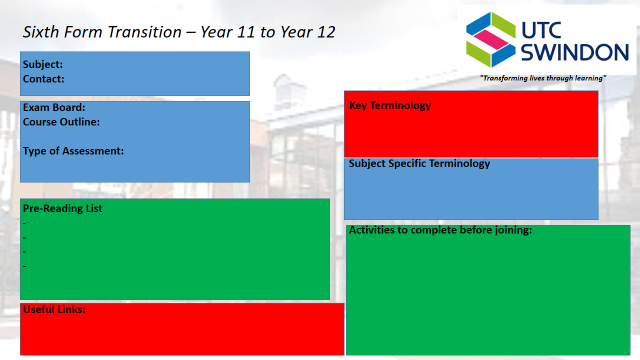 Sixth Form Transition – Year 11 to Year 12
UTC
SWINDON
"Transforming lives through learning"
Subject:
Contact:
Exam Board:
Course Outline:
Type of Assessment:
Key Terminology
Subject Specific Terminology
Pre-Reading List
-
-
-
-
Activities to complete before joining:
Useful Links: